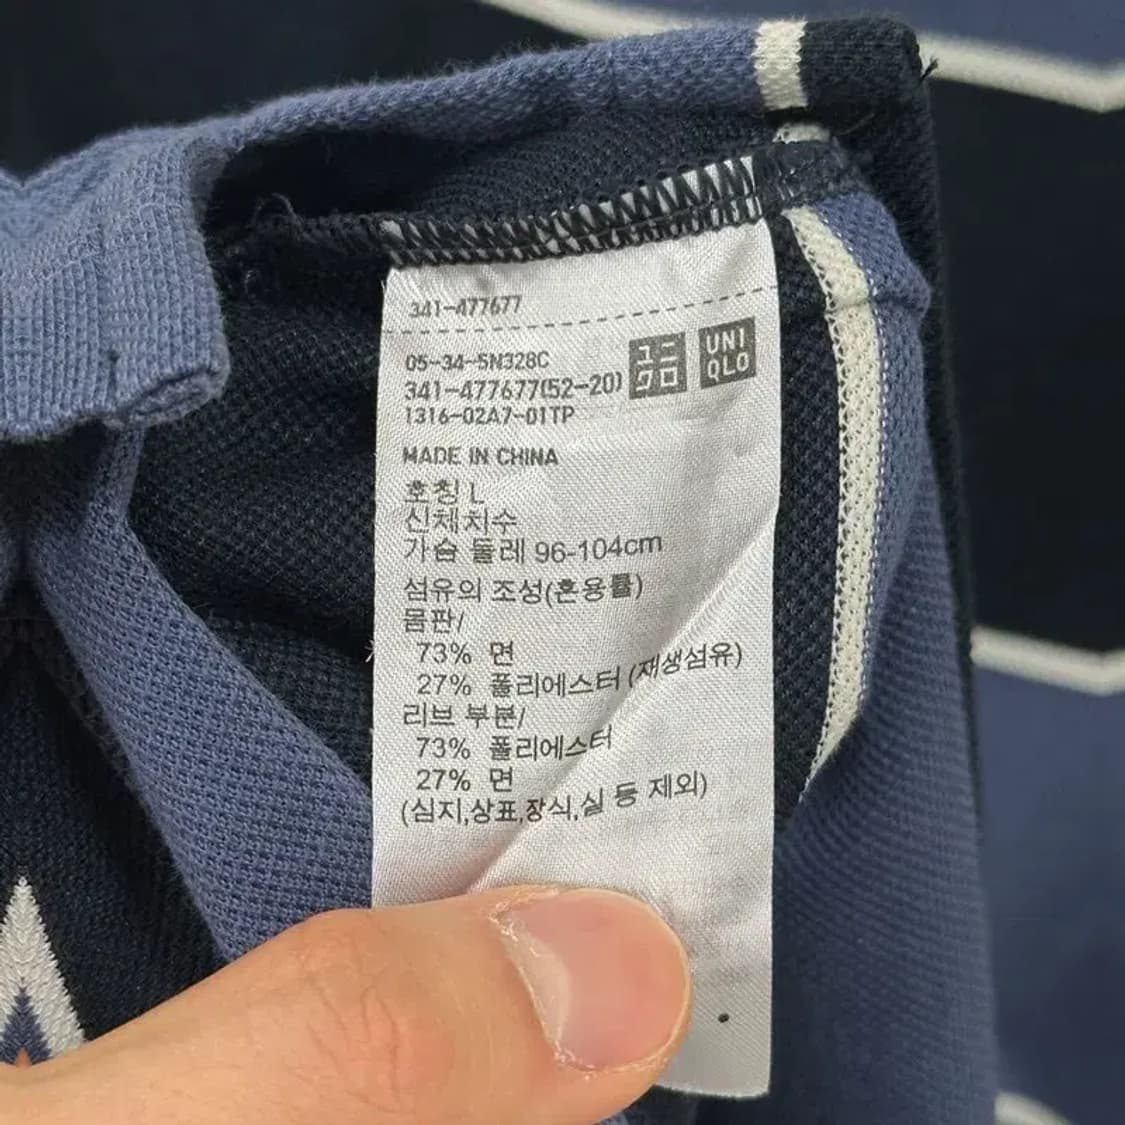 341-477677
05-34-5N328C
341-477677(52-20)
1316-02A7-01TP
ユニ
クロ
UNI
QLO
MADE IN CHINA
호칭 L
신체치수
가슴 둘레 96-104cm
섬유의 조성(혼용률)
몸판/
73% 면
27% 폴리에스터 (재생섬유)
리브 부분/
73% 폴리에스터
27% 면
(심지,상표,장식,실 등 제외)